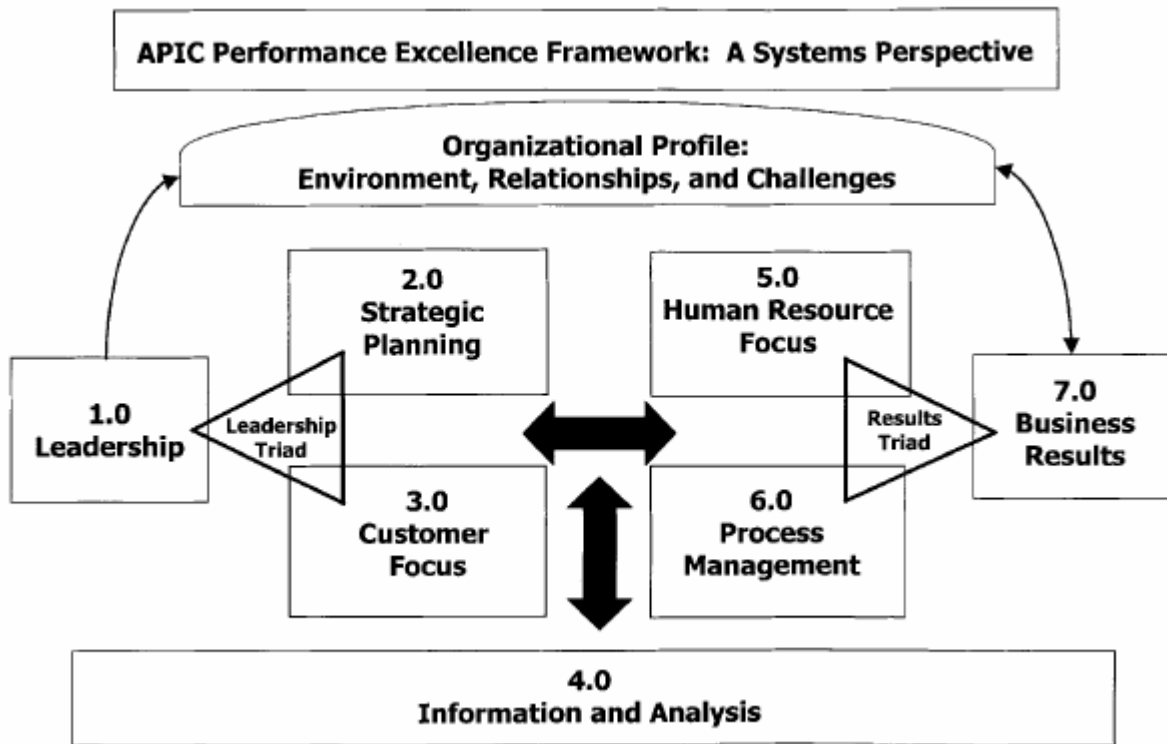 APIC Performance Excellence Framework: A Systems Perspective
Organizational Profile:
Environment, Relationships, and Challenges
2.0
Strategic
Planning
5.0
Human Resource
Focus
1.0
Leadership
Leadership
Triad
Results
Triad
7.0
Business
Results
3.0
Customer
Focus
6.0
Process
Management
4.0
Information and Analysis